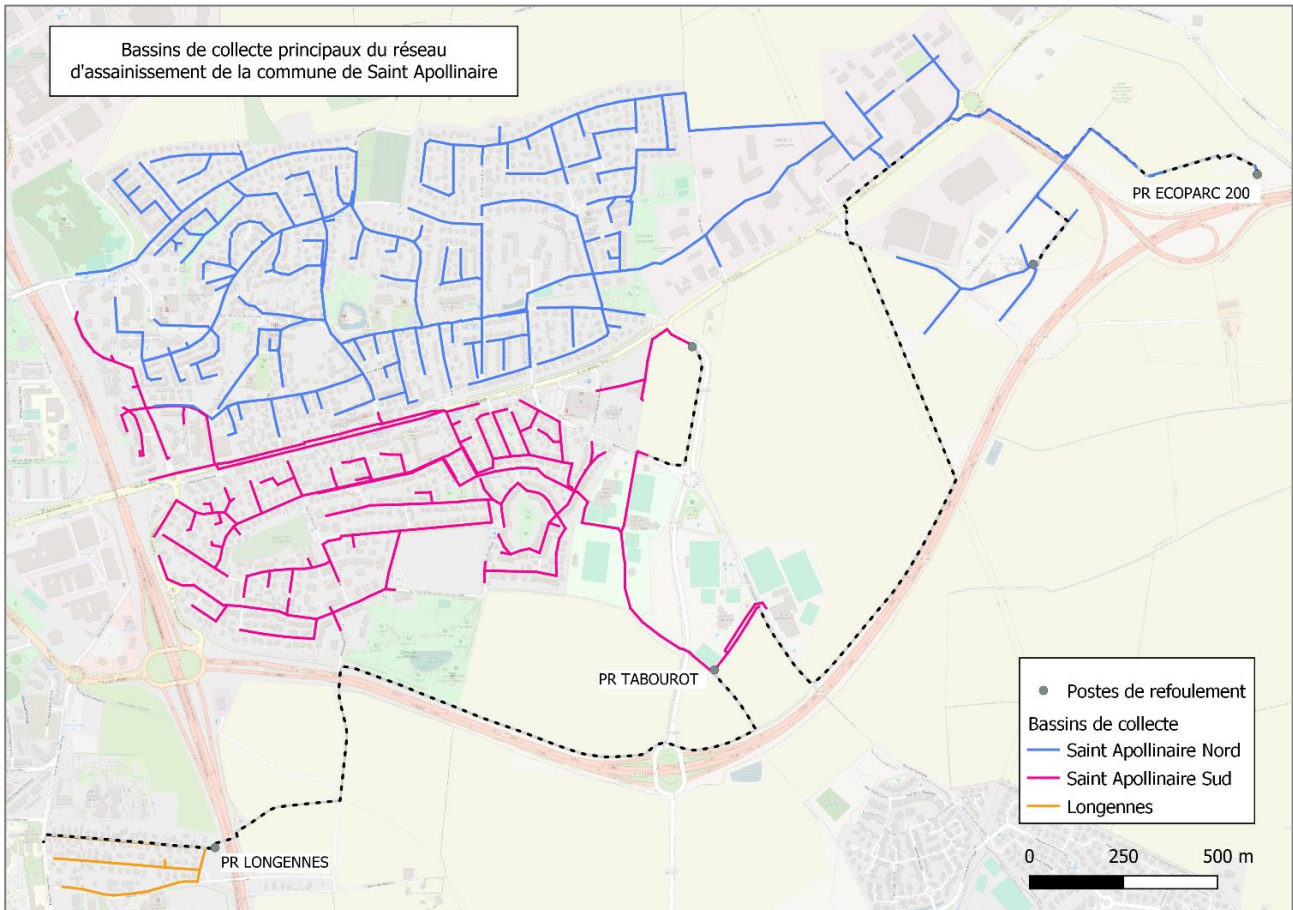 Bassins de collecte principaux du réseau
d'assainissement de la commune de Saint Apollinaire
PR ECOPARC 200
PR TABOUROT
PR LONGENNES
Postes de refoulement
Bassins de collecte
Saint Apollinaire Nord
Saint Apollinaire Sud
Longennes
0 250 500 m